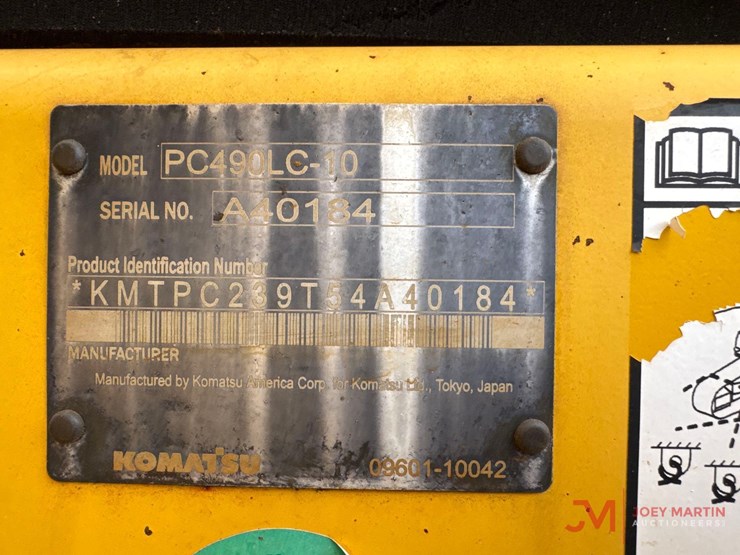 MODEL PC490LC-10
SERIAL NO. A40184
Product Identification Number
*KMTPC239T54A40184*
MANUFACTURER
Manufactured by Komatsu America Corp. for Komatsu Ltd., Tokyo, Japan
KOMATSU 09601-10042
JM JOEY MARTIN
AUCTIONEERS!